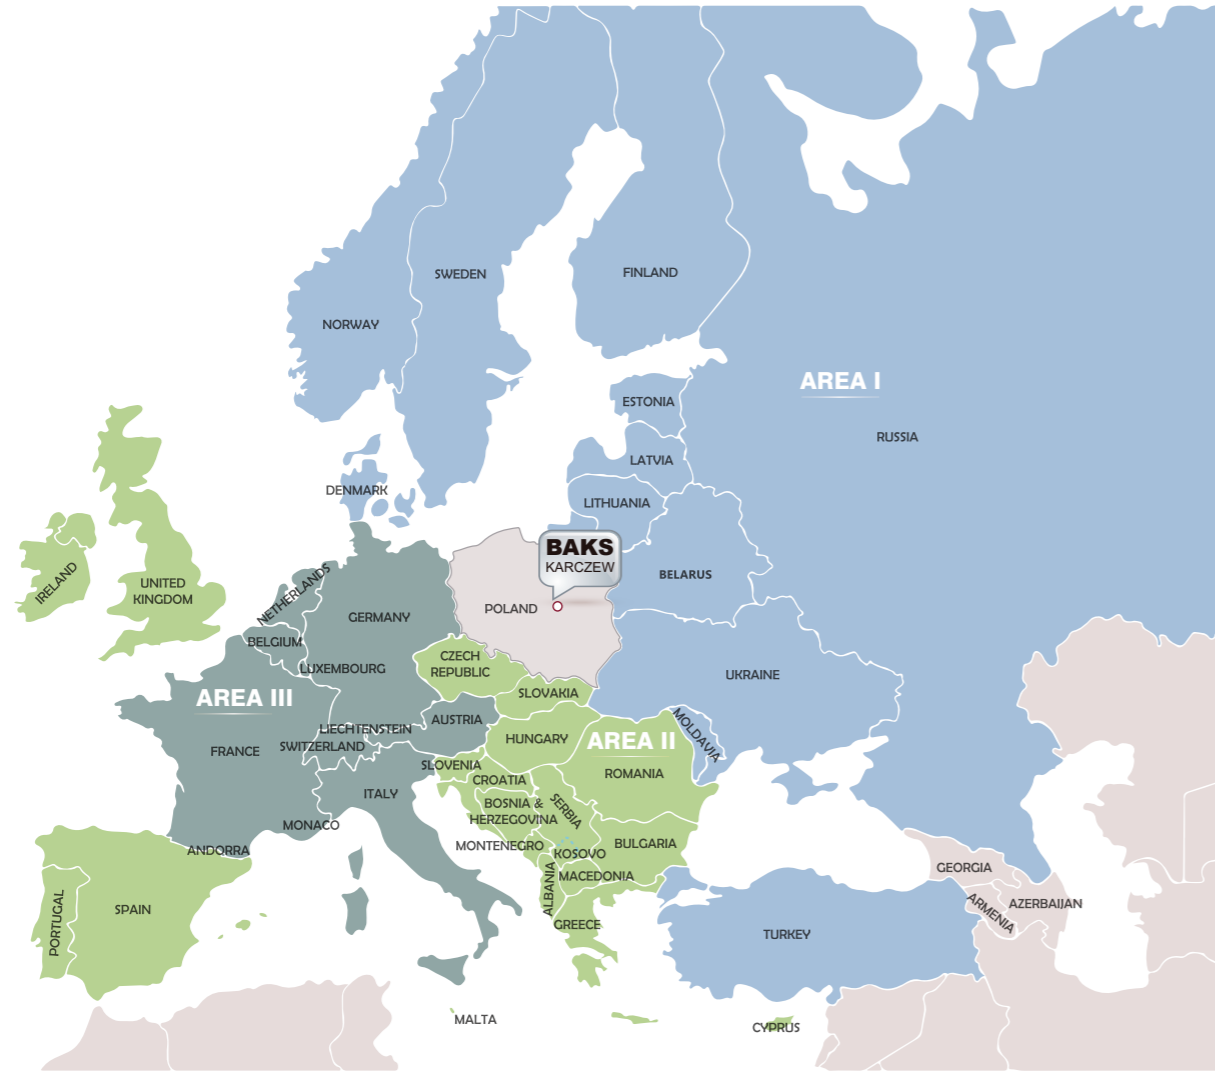 SWEDEN
FINLAND
NORWAY
AREA I
ESTONIA
RUSSIA
LATVIA
DENMARK
LITHUANIA
BAKS
KARCZEW
BELARUS
IRELAND
UNITED
KINGDOM
NETHERLANDS
GERMANY
POLAND
BELGIUM
CZECH
REPUBLIC
LUXEMBOURG
UKRAINE
AREA III
SLOVAKIA
AUSTRIA
LIECHTENSTEIN
MOLDAVIA
HUNGARY
AREA II
FRANCE
SWITZERLAND
SLOVENIA
ROMANIA
CROATIA
ITALY
BOSNIA &
HERZEGOVINA
SERBIA
MONACO
MONTENEGRO
BULGARIA
ANDORRA
KOSOVO
GEORGIA
MACEDONIA
ALBANIA
AZERBAIJAN
ARMENIA
PORTUGAL
SPAIN
GREECE
TURKEY
MALTA
CYPRUS